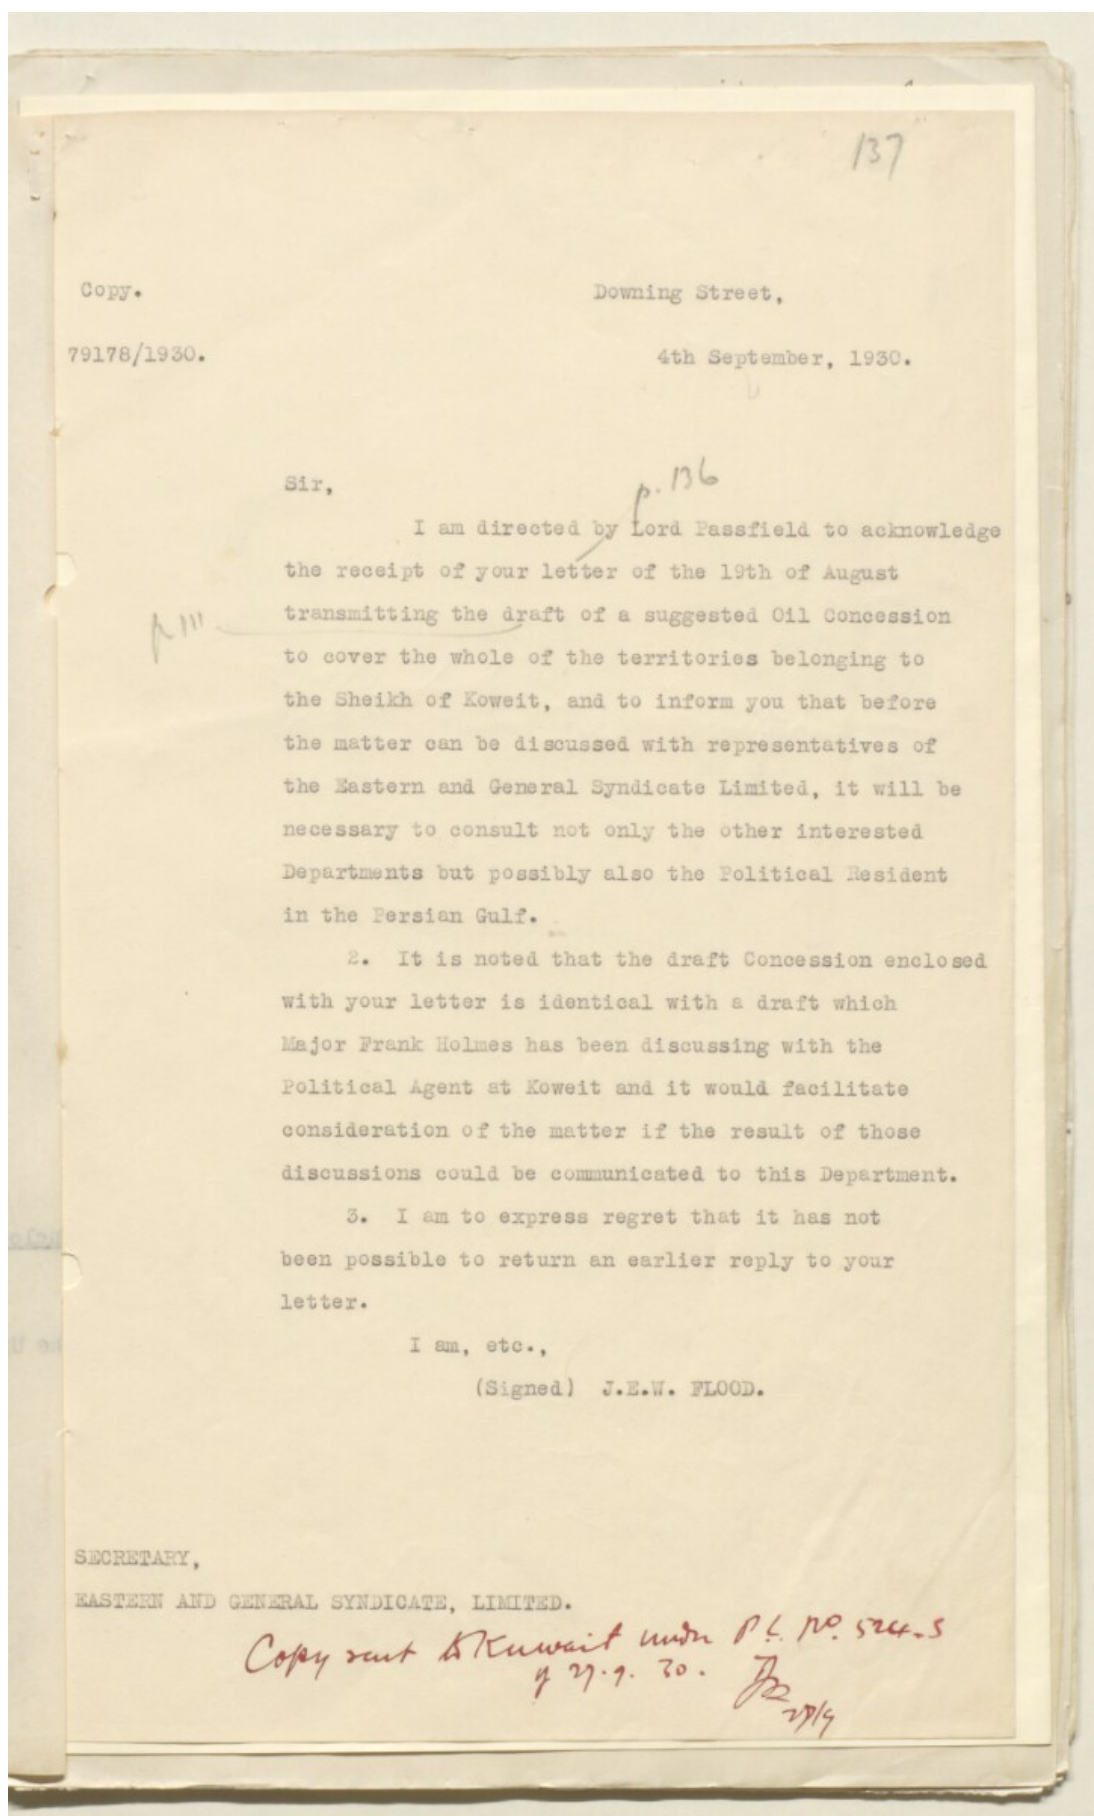 137
Copy.
Downing Street,
79178/1930.
4th September, 1930.
Sir,
p. 136
I am directed by Lord Passfield to acknowledge
the receipt of your letter of the 19th of August
p 111
transmitting the draft of a suggested Oil Concession
to cover the whole of the territories belonging to
the Sheikh of Koweit, and to inform you that before
the matter can be discussed with representatives of
the Eastern and General Syndicate Limited, it will be
necessary to consult not only the other interested
Departments but possibly also the Political Resident
in the Persian Gulf.
2. It is noted that the draft Concession enclosed
with your letter is identical with a draft which
Major Frank Holmes has been discussing with the
Political Agent at Koweit and it would facilitate
consideration of the matter if the result of those
discussions could be communicated to this Department.
3. I am to express regret that it has not
been possible to return an earlier reply to your
letter.
I am, etc.,
(Signed) J.E.W. FLOOD.
SECRETARY,
EASTERN AND GENERAL SYNDICATE, LIMITED.
Copy sent to Kuwait under P.L. No. 524-S
of 27.9.30.